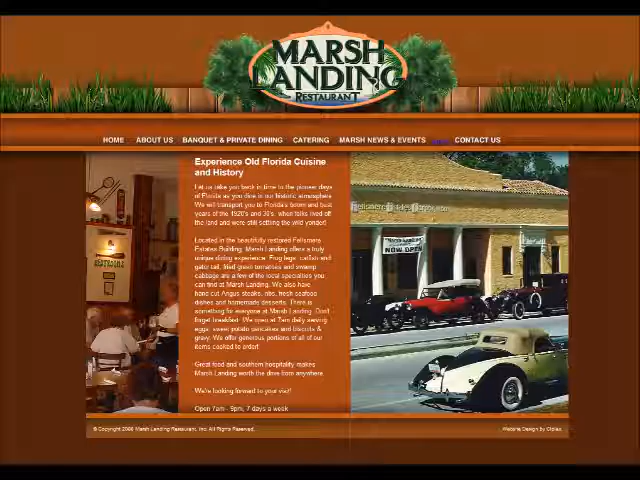 MARSH
LANDING
RESTAURANT
HOME ABOUT US BANQUET & PRIVATE DINING CATERING MARSH NEWS & EVENTS CONTACT US
Experience Old Florida Cuisine
and History
Let us take you back in time to the pioneer days
of Florida as you dine in our historic atmosphere.
We will transport you to Florida's boom and bust
years of the 1920's and 30's, when folks lived off
the land and were still settling the wild yonder!
Located in the beautifully restored Fellsmere
Estates Building, Marsh Landing offers a truly
unique dining experience. Frog legs, catfish and
gator tail, fried green tomatoes and swamp
cabbage are a few of the local specialties you
can find at Marsh Landing. We also have
hand cut Angus steaks, ribs, fresh seafood
dishes and homemade desserts. There is
something for everyone at Marsh Landing. Don't
forget breakfast. We open at 7am daily serving
eggs, sweet potato pancakes and biscuits &
gravy. We offer generous portions of all of our
items cooked to order!
Great food and southern hospitality makes
Marsh Landing worth the drive from anywhere.
We're looking forward to your visit!
Open 7am - 9pm, 7 days a week
NOW OPEN
© Copyright 2008 Marsh Landing Restaurant, Inc. All Rights Reserved.